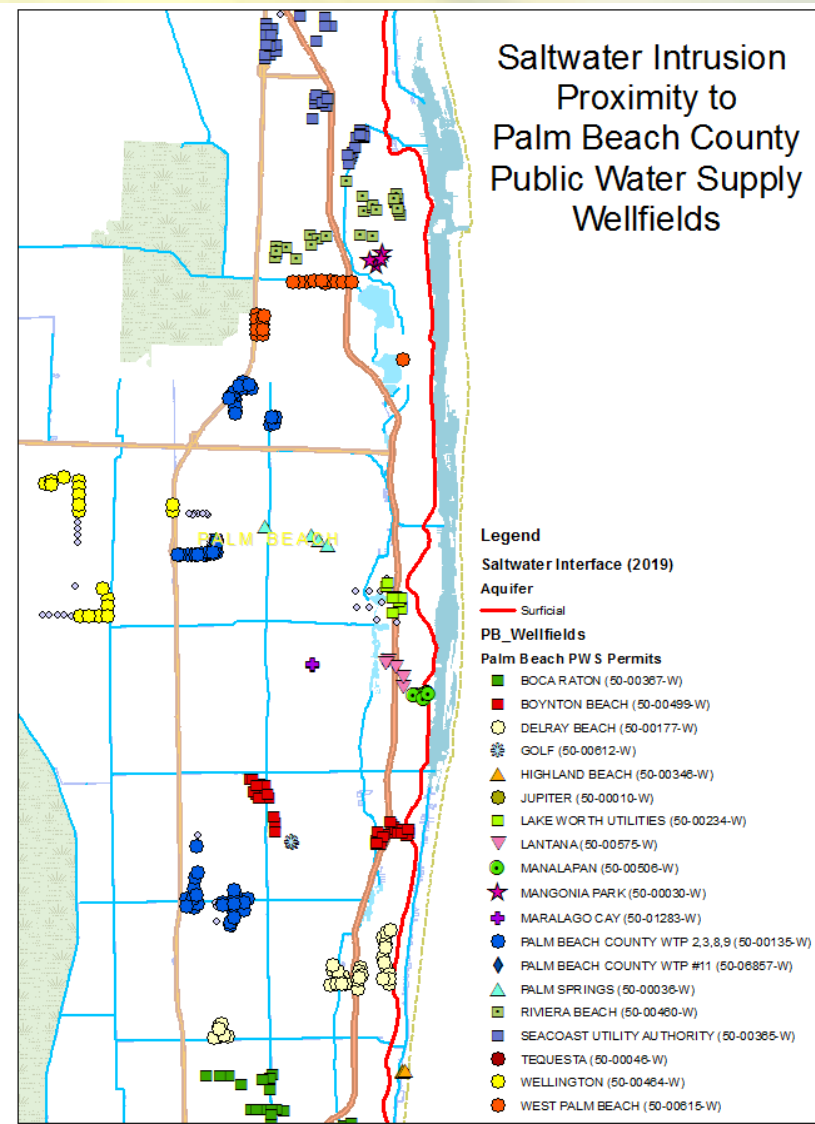 Saltwater Intrusion
Proximity to
Palm Beach County
Public Water Supply
Wellfields
PALM BEACH
Legend
Saltwater Interface (2019)
Aquifer
Surficial
PB_Wellfields
Palm Beach PWS Permits
BOCA RATON (50-00367-W)
BOYNTON BEACH (50-00499-W)
DELRAY BEACH (50-00177-W)
GOLF (50-00612-W)
HIGHLAND BEACH (50-00346-W)
JUPITER (50-00010-W)
LAKE WORTH UTILITIES (50-00234-W)
LANTANA (50-00575-W)
MANALAPAN (50-00506-W)
MANGONIA PARK (50-00030-W)
MARALAGO CAY (50-01283-W)
PALM BEACH COUNTY WTP 2,3,8,9 (50-00135-W)
PALM BEACH COUNTY WTP #11 (50-06857-W)
PALM SPRINGS (50-00036-W)
RIVIERA BEACH (50-00460-W)
SEACOAST UTILITY AUTHORITY (50-00365-W)
TEQUESTA (50-00046-W)
WELLINGTON (50-00464-W)
WEST PALM BEACH (50-00615-W)